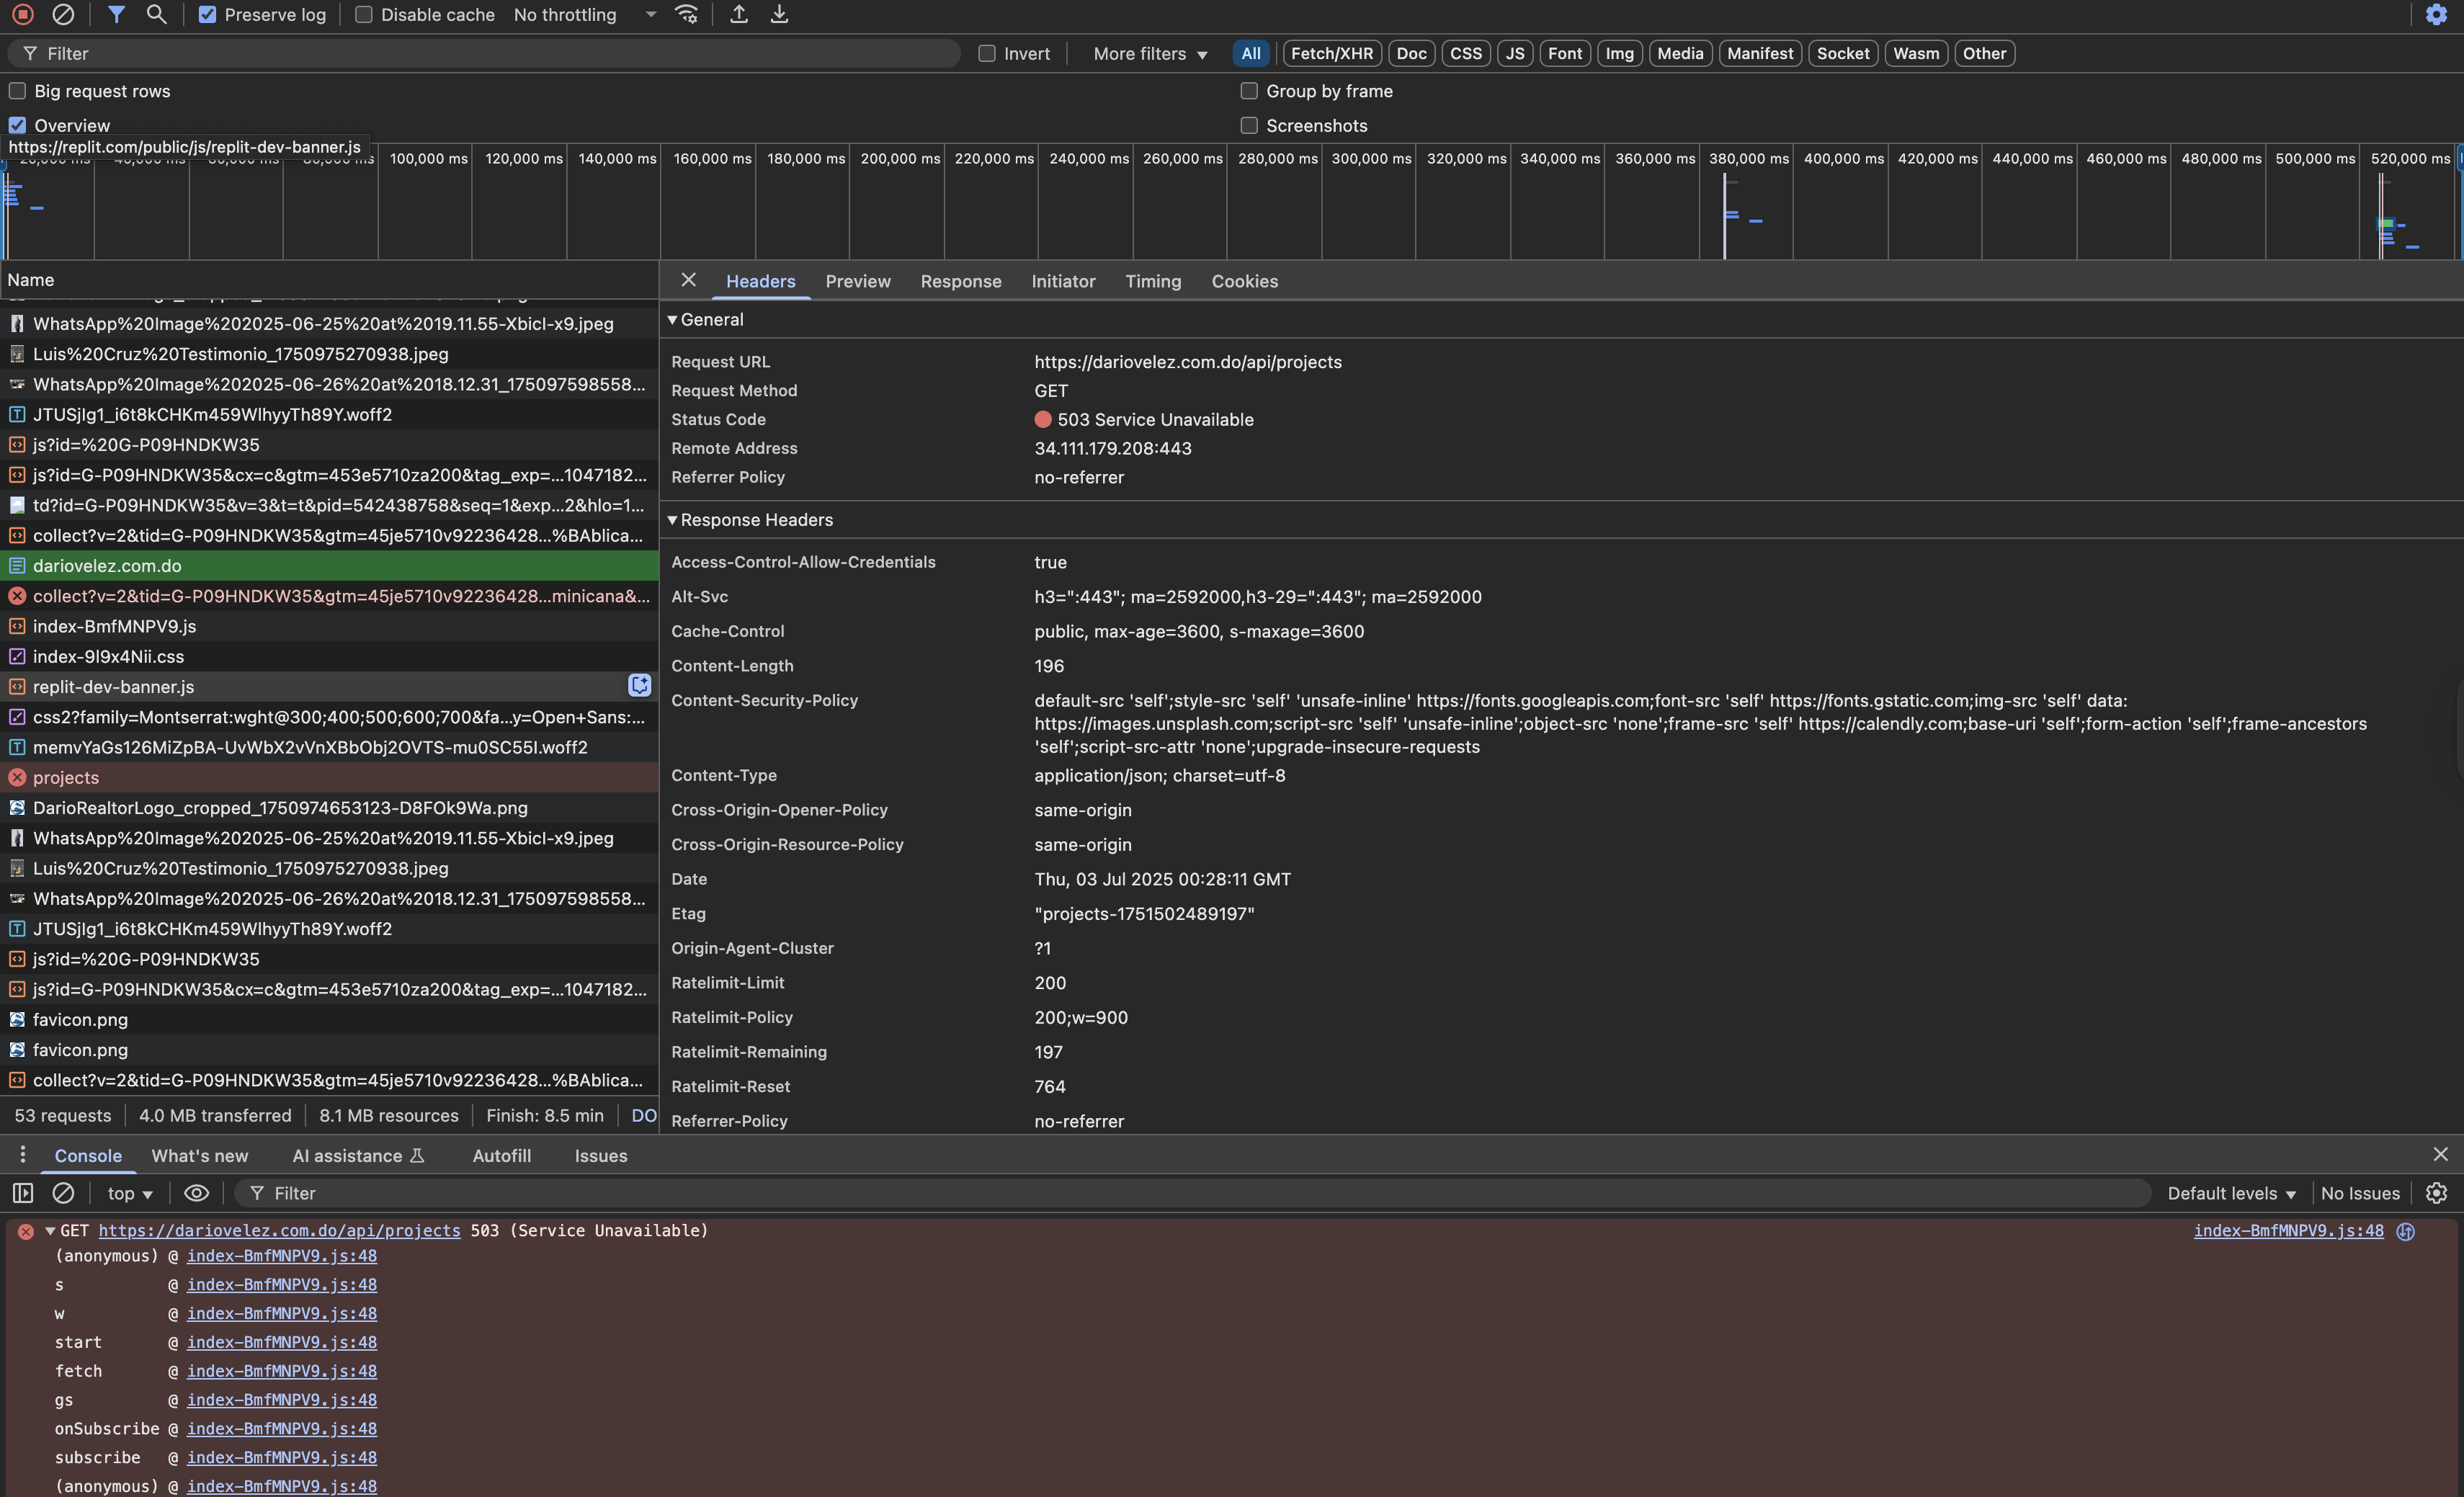 Preserve log Disable cache No throttling
Filter Invert More filters All Fetch/XHR Doc CSS JS Font Img Media Manifest Socket Wasm Other
Big request rows Group by frame
Overview Screenshots
https://replit.com/public/js/replit-dev-banner.js
100,000 ms 120,000 ms 140,000 ms 160,000 ms 180,000 ms 200,000 ms 220,000 ms 240,000 ms 260,000 ms 280,000 ms 300,000 ms 320,000 ms 340,000 ms 360,000 ms 380,000 ms 400,000 ms 420,000 ms 440,000 ms 460,000 ms 480,000 ms 500,000 ms 520,000 ms
Name
WhatsApp%20Image%202025-06-25%20at%2019.11.55-XbicI-x9.jpeg
Luis%20Cruz%20Testimonio_1750975270938.jpeg
WhatsApp%20Image%202025-06-26%20at%2018.12.31_175097598558...
JTUSjIg1_i6t8kCHKm459WlhyyTh89Y.woff2
js?id=%20G-P09HNDKW35
js?id=G-P09HNDKW35&cx=c&gtm=453e5710za200&tag_exp=...1047182...
td?id=G-P09HNDKW35&v=3&t=t&pid=542438758&seq=1&exp...2&hlo=1...
collect?v=2&tid=G-P09HNDKW35&gtm=45je5710v92236428...%BAblica...
dariovelez.com.do
collect?v=2&tid=G-P09HNDKW35&gtm=45je5710v92236428...minicana&...
index-BmfMNPV9.js
index-9l9x4Nii.css
replit-dev-banner.js
css2?family=Montserrat:wght@300;400;500;600;700&fa...y=Open+Sans:...
memvYaGs126MiZpBA-UvWbX2vVnXBbObj2OVTS-mu0SC55I.woff2
projects
DarioRealtorLogo_cropped_1750974653123-D8FOk9Wa.png
WhatsApp%20Image%202025-06-25%20at%2019.11.55-XbicI-x9.jpeg
Luis%20Cruz%20Testimonio_1750975270938.jpeg
WhatsApp%20Image%202025-06-26%20at%2018.12.31_175097598558...
JTUSjIg1_i6t8kCHKm459WlhyyTh89Y.woff2
js?id=%20G-P09HNDKW35
js?id=G-P09HNDKW35&cx=c&gtm=453e5710za200&tag_exp=...1047182...
favicon.png
favicon.png
collect?v=2&tid=G-P09HNDKW35&gtm=45je5710v92236428...%BAblica...
53 requests 4.0 MB transferred 8.1 MB resources Finish: 8.5 min DO
Headers Preview Response Initiator Timing Cookies
General
Request URL https://dariovelez.com.do/api/projects
Request Method GET
Status Code 503 Service Unavailable
Remote Address 34.111.179.208:443
Referrer Policy no-referrer
Response Headers
Access-Control-Allow-Credentials true
Alt-Svc h3=":443"; ma=2592000,h3-29=":443"; ma=2592000
Cache-Control public, max-age=3600, s-maxage=3600
Content-Length 196
Content-Security-Policy default-src 'self';style-src 'self' 'unsafe-inline' https://fonts.googleapis.com;font-src 'self' https://fonts.gstatic.com;img-src 'self' data:
https://images.unsplash.com;script-src 'self' 'unsafe-inline';object-src 'none';frame-src 'self' https://calendly.com;base-uri 'self';form-action 'self';frame-ancestors
'self';script-src-attr 'none';upgrade-insecure-requests
Content-Type application/json; charset=utf-8
Cross-Origin-Opener-Policy same-origin
Cross-Origin-Resource-Policy same-origin
Date Thu, 03 Jul 2025 00:28:11 GMT
Etag "projects-1751502489197"
Origin-Agent-Cluster ?1
Ratelimit-Limit 200
Ratelimit-Policy 200;w=900
Ratelimit-Remaining 197
Ratelimit-Reset 764
Referrer-Policy no-referrer
Console What's new AI assistance Autofill Issues
top Filter Default levels No Issues
GET https://dariovelez.com.do/api/projects 503 (Service Unavailable) index-BmfMNPV9.js:48
(anonymous) @ index-BmfMNPV9.js:48
s @ index-BmfMNPV9.js:48
w @ index-BmfMNPV9.js:48
start @ index-BmfMNPV9.js:48
fetch @ index-BmfMNPV9.js:48
gs @ index-BmfMNPV9.js:48
onSubscribe @ index-BmfMNPV9.js:48
subscribe @ index-BmfMNPV9.js:48
(anonymous) @ index-BmfMNPV9.js:48